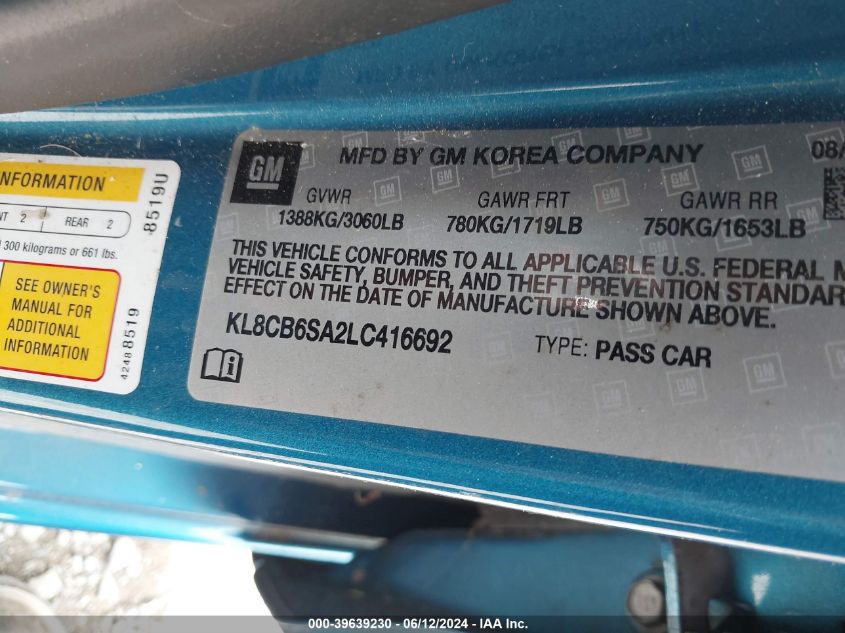 NFORMATION
NT 2 REAR 2
300 kilograms or 661 lbs.
SEE OWNER'S
MANUAL FOR
ADDITIONAL
INFORMATION
8519U
42488519
GM
MFD BY GM KOREA COMPANY
08/
GVWR GAWR FRT GAWR RR
1388KG/3060LB 780KG/1719LB 750KG/1653LB
THIS VEHICLE CONFORMS TO ALL APPLICABLE U.S. FEDERAL M
VEHICLE SAFETY, BUMPER, AND THEFT PREVENTION STANDAR
EFFECT ON THE DATE OF MANUFACTURE SHOWN ABOVE.
KL8CB6SA2LC416692 TYPE: PASS CAR
000-39639230 - 06/12/2024 - IAA Inc.